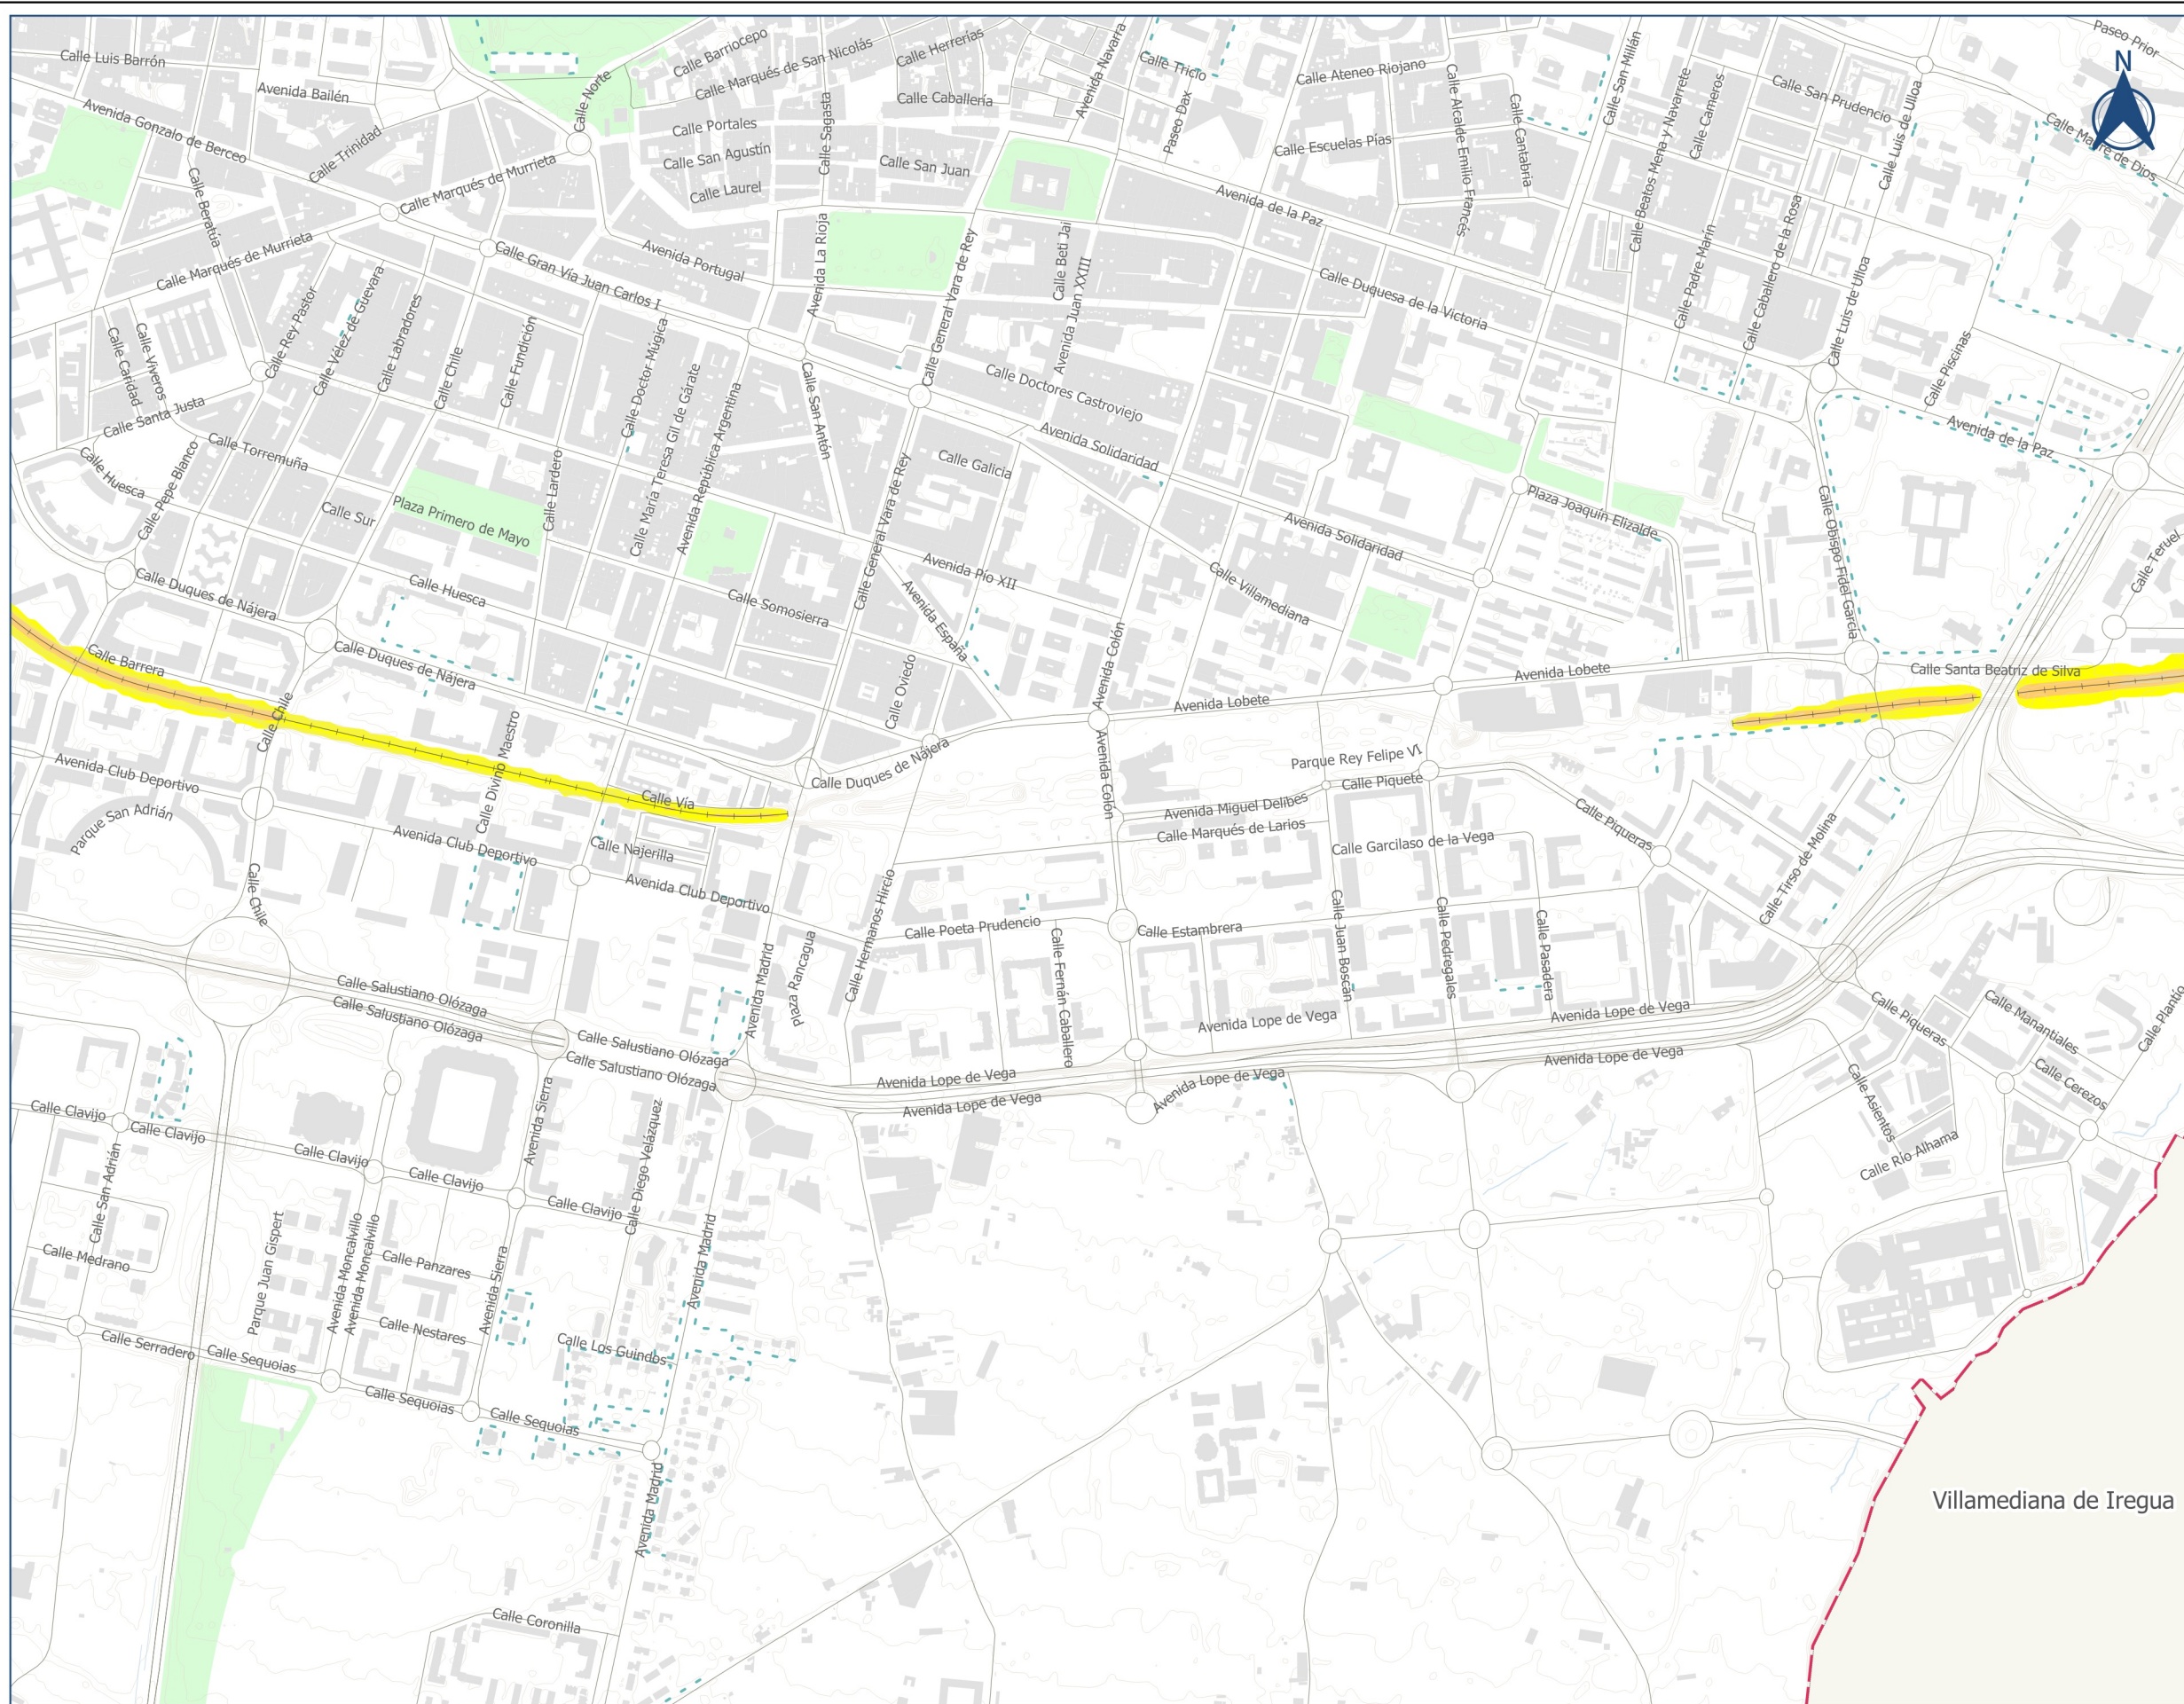 Paseo Prior
N
Calle Luis Barrón
Calle Barriocepo
Calle Marqués de San Nicolás
Calle Herrerías
Avenida Navarra
Calle Tricio
Calle Ateneo Riojano
Calle San Millán
Avenida Bailén
Calle Norte
Calle Caballería
Calle Sagasta
Paseo Dax
Calle Alcalde Emilio Francés
Calle Cantabria
Calle Beatos Mena y Navarrete
Calle Cameros
Calle San Prudencio
Calle Luis de Ulloa
Calle Madre de Dios
Avenida Gonzalo de Berceo
Calle Trinidad
Calle Portales
Calle San Agustín
Calle San Juan
Calle Escuelas Pías
Calle Marqués de Murrieta
Calle Laurel
Calle Beratúa
Avenida de la Paz
Calle Marqués de Murrieta
Calle Gran Vía Juan Carlos I
Avenida Portugal
Avenida La Rioja
Calle General Vara de Rey
Calle Beti Jai
Avenida Juan XXIII
Calle Duquesa de la Victoria
Calle Padre Marín
Calle Caballero de la Rosa
Calle Luis de Ulloa
Calle Piscinas
Calle Caridad
Calle Viveros
Calle Rey Pastor
Calle Vélez de Guevara
Calle Labradores
Calle Chile
Calle Fundición
Calle Doctor Múgica
Calle María Teresa Gil de Gárate
Avenida República Argentina
Calle San Antón
Calle Doctores Castroviejo
Calle Santa Justa
Avenida Solidaridad
Avenida de la Paz
Calle Huesca
Calle Pepe Blanco
Calle Torremuña
Calle Lardero
Calle General Vara de Rey
Calle Galicia
Calle Sur
Plaza Primero de Mayo
Avenida Solidaridad
Plaza Joaquín Elizalde
Calle Obispo Fidel García
Calle Teruel
Calle Duques de Nájera
Calle Huesca
Calle Somosierra
Avenida Pío XII
Avenida España
Calle Villamediana
Calle Barrera
Calle Duques de Nájera
Calle Oviedo
Avenida Colón
Avenida Lobete
Avenida Lobete
Calle Santa Beatriz de Silva
Calle Chile
Calle Divino Maestro
Calle Duques de Nájera
Avenida Colón
Parque Rey Felipe VI
Calle Piquete
Avenida Club Deportivo
Calle Vía
Avenida Miguel Delibes
Calle Piqueras
Parque San Adrián
Avenida Club Deportivo
Calle Najerilla
Calle Marqués de Larios
Calle Garcilaso de la Vega
Calle Tirso de Molina
Calle Chile
Avenida Club Deportivo
Calle Hermanos Hircio
Calle Poeta Prudencio
Calle Estambrera
Calle Juan Boscán
Calle Pedregales
Calle Pasadera
Calle Fernán Caballero
Avenida Madrid
Plaza Rancagua
Calle Salustiano Olózaga
Calle Salustiano Olózaga
Calle Salustiano Olózaga
Calle Salustiano Olózaga
Avenida Lope de Vega
Avenida Lope de Vega
Avenida Lope de Vega
Avenida Lope de Vega
Avenida Lope de Vega
Avenida Lope de Vega
Calle Piqueras
Calle Manantiales
Calle Plantío
Calle Cerezos
Calle Asientos
Calle Río Alhama
Calle Clavijo
Calle Clavijo
Calle Clavijo
Calle Clavijo
Calle Clavijo
Avenida Sierra
Calle Diego Velázquez
Calle San Adrián
Calle Medrano
Parque Juan Gispert
Avenida Moncalvillo
Avenida Moncalvillo
Calle Panzares
Avenida Sierra
Avenida Madrid
Calle Nestares
Calle Los Guindos
Calle Serradero
Calle Sequoias
Calle Sequoias
Calle Sequoias
Avenida Madrid
Villamediana de Iregua
Calle Coronilla